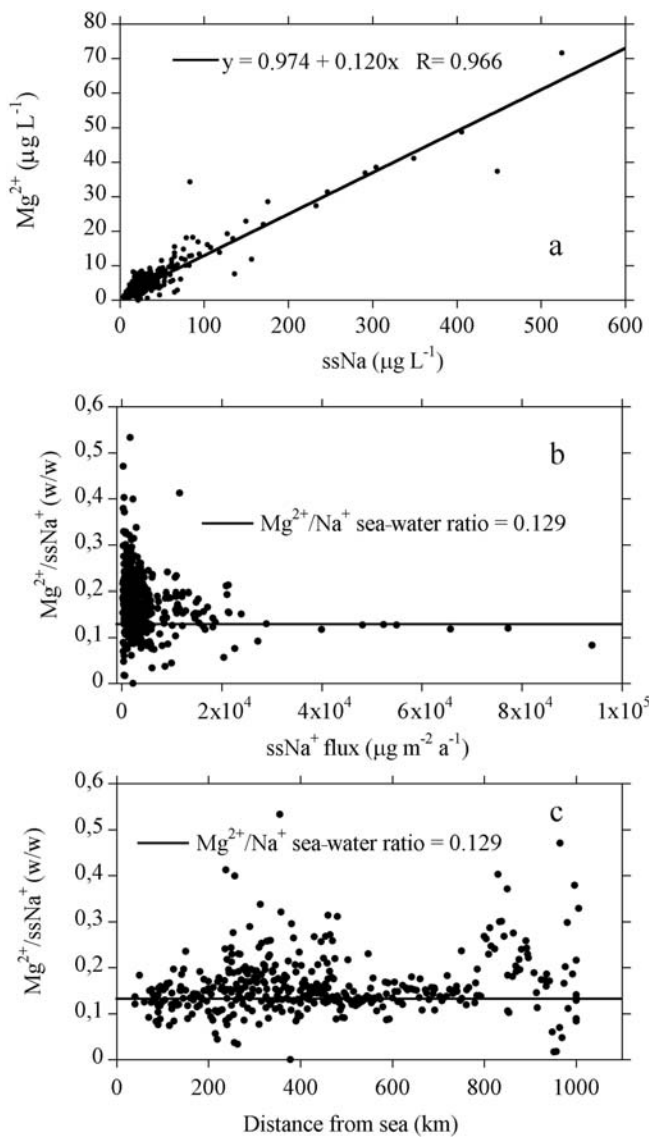 80
70
60
50
40
30
20
10
0
Mg²⁺ (µg L⁻¹)
y = 0.974 + 0.120x R= 0.966
a
0 100 200 300 400 500 600
ssNa (µg L⁻¹)
0,6
0,4
0,3
0,2
0,1
0
Mg²⁺/ssNa⁺ (w/w)
b
Mg²⁺/Na⁺ sea-water ratio = 0.129
0 2x10⁴ 4x10⁴ 6x10⁴ 8x10⁴ 1x10⁵
ssNa⁺ flux (µg m⁻² a⁻¹)
0,6
0,4
0,3
0,2
0,1
0
Mg²⁺/ssNa⁺ (w/w)
c
Mg²⁺/Na⁺ sea-water ratio = 0.129
0 200 400 600 800 1000
Distance from sea (km)